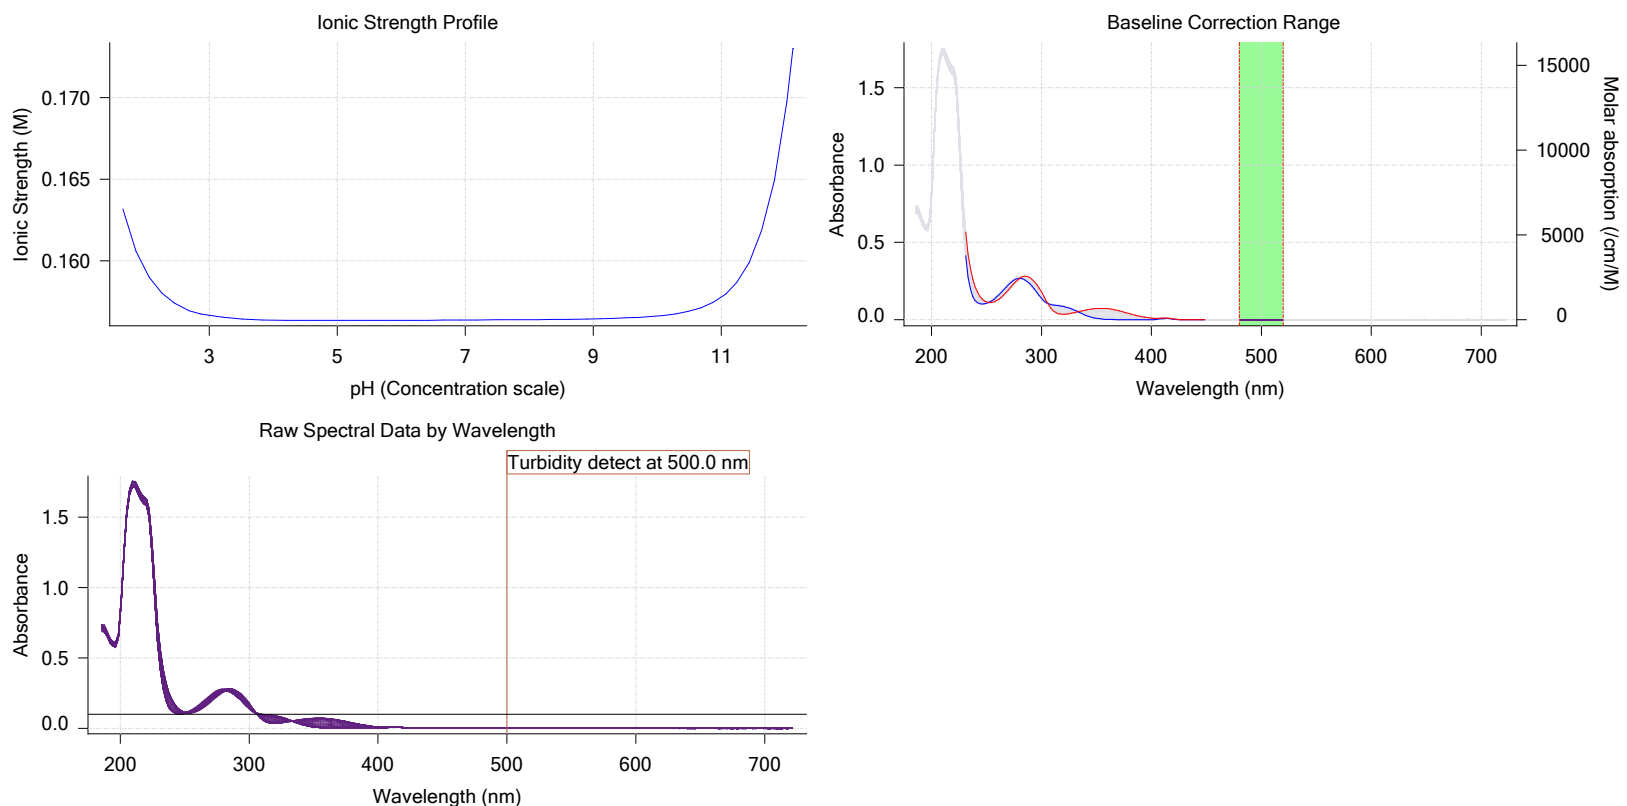 Ionic Strength Profile
Ionic Strength (M)
0.170
0.165
0.160
3 5 7 9 11
pH (Concentration scale)
Baseline Correction Range
Absorbance
1.5
1.0
0.5
0.0
15000
10000
5000
0
Molar absorption (/cm/M)
200 300 400 500 600 700
Wavelength (nm)
Raw Spectral Data by Wavelength
Turbidity detect at 500.0 nm
Absorbance
1.5
1.0
0.5
0.0
200 300 400 500 600 700
Wavelength (nm)